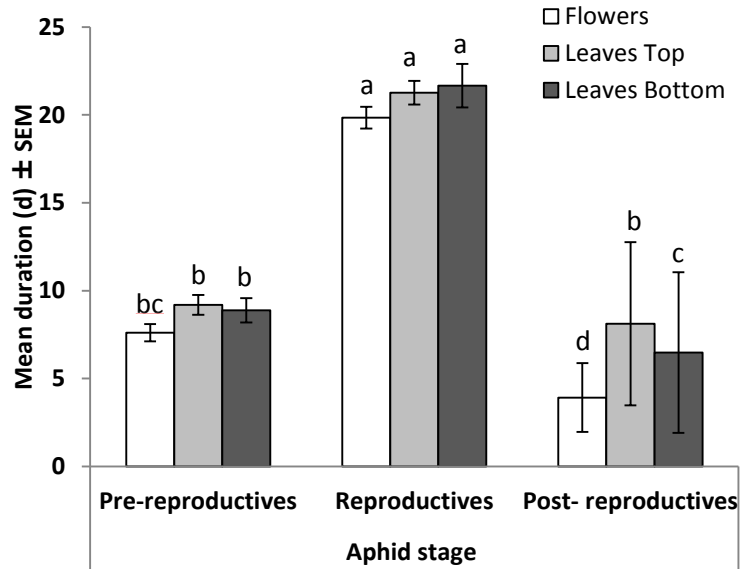 Flowers
Leaves Top
Leaves Bottom
Mean duration (d) ± SEM
25
20
15
10
5
0
bc
b
b
a
a
a
d
b
c
Pre-reproductives
Reproductives
Post- reproductives
Aphid stage